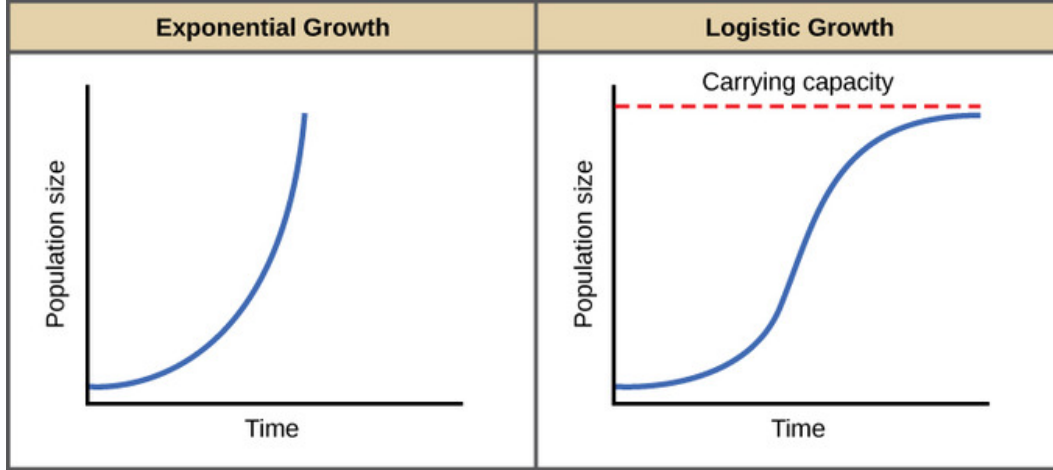 Exponential Growth
Population size
Time
Logistic Growth
Carrying capacity
Population size
Time